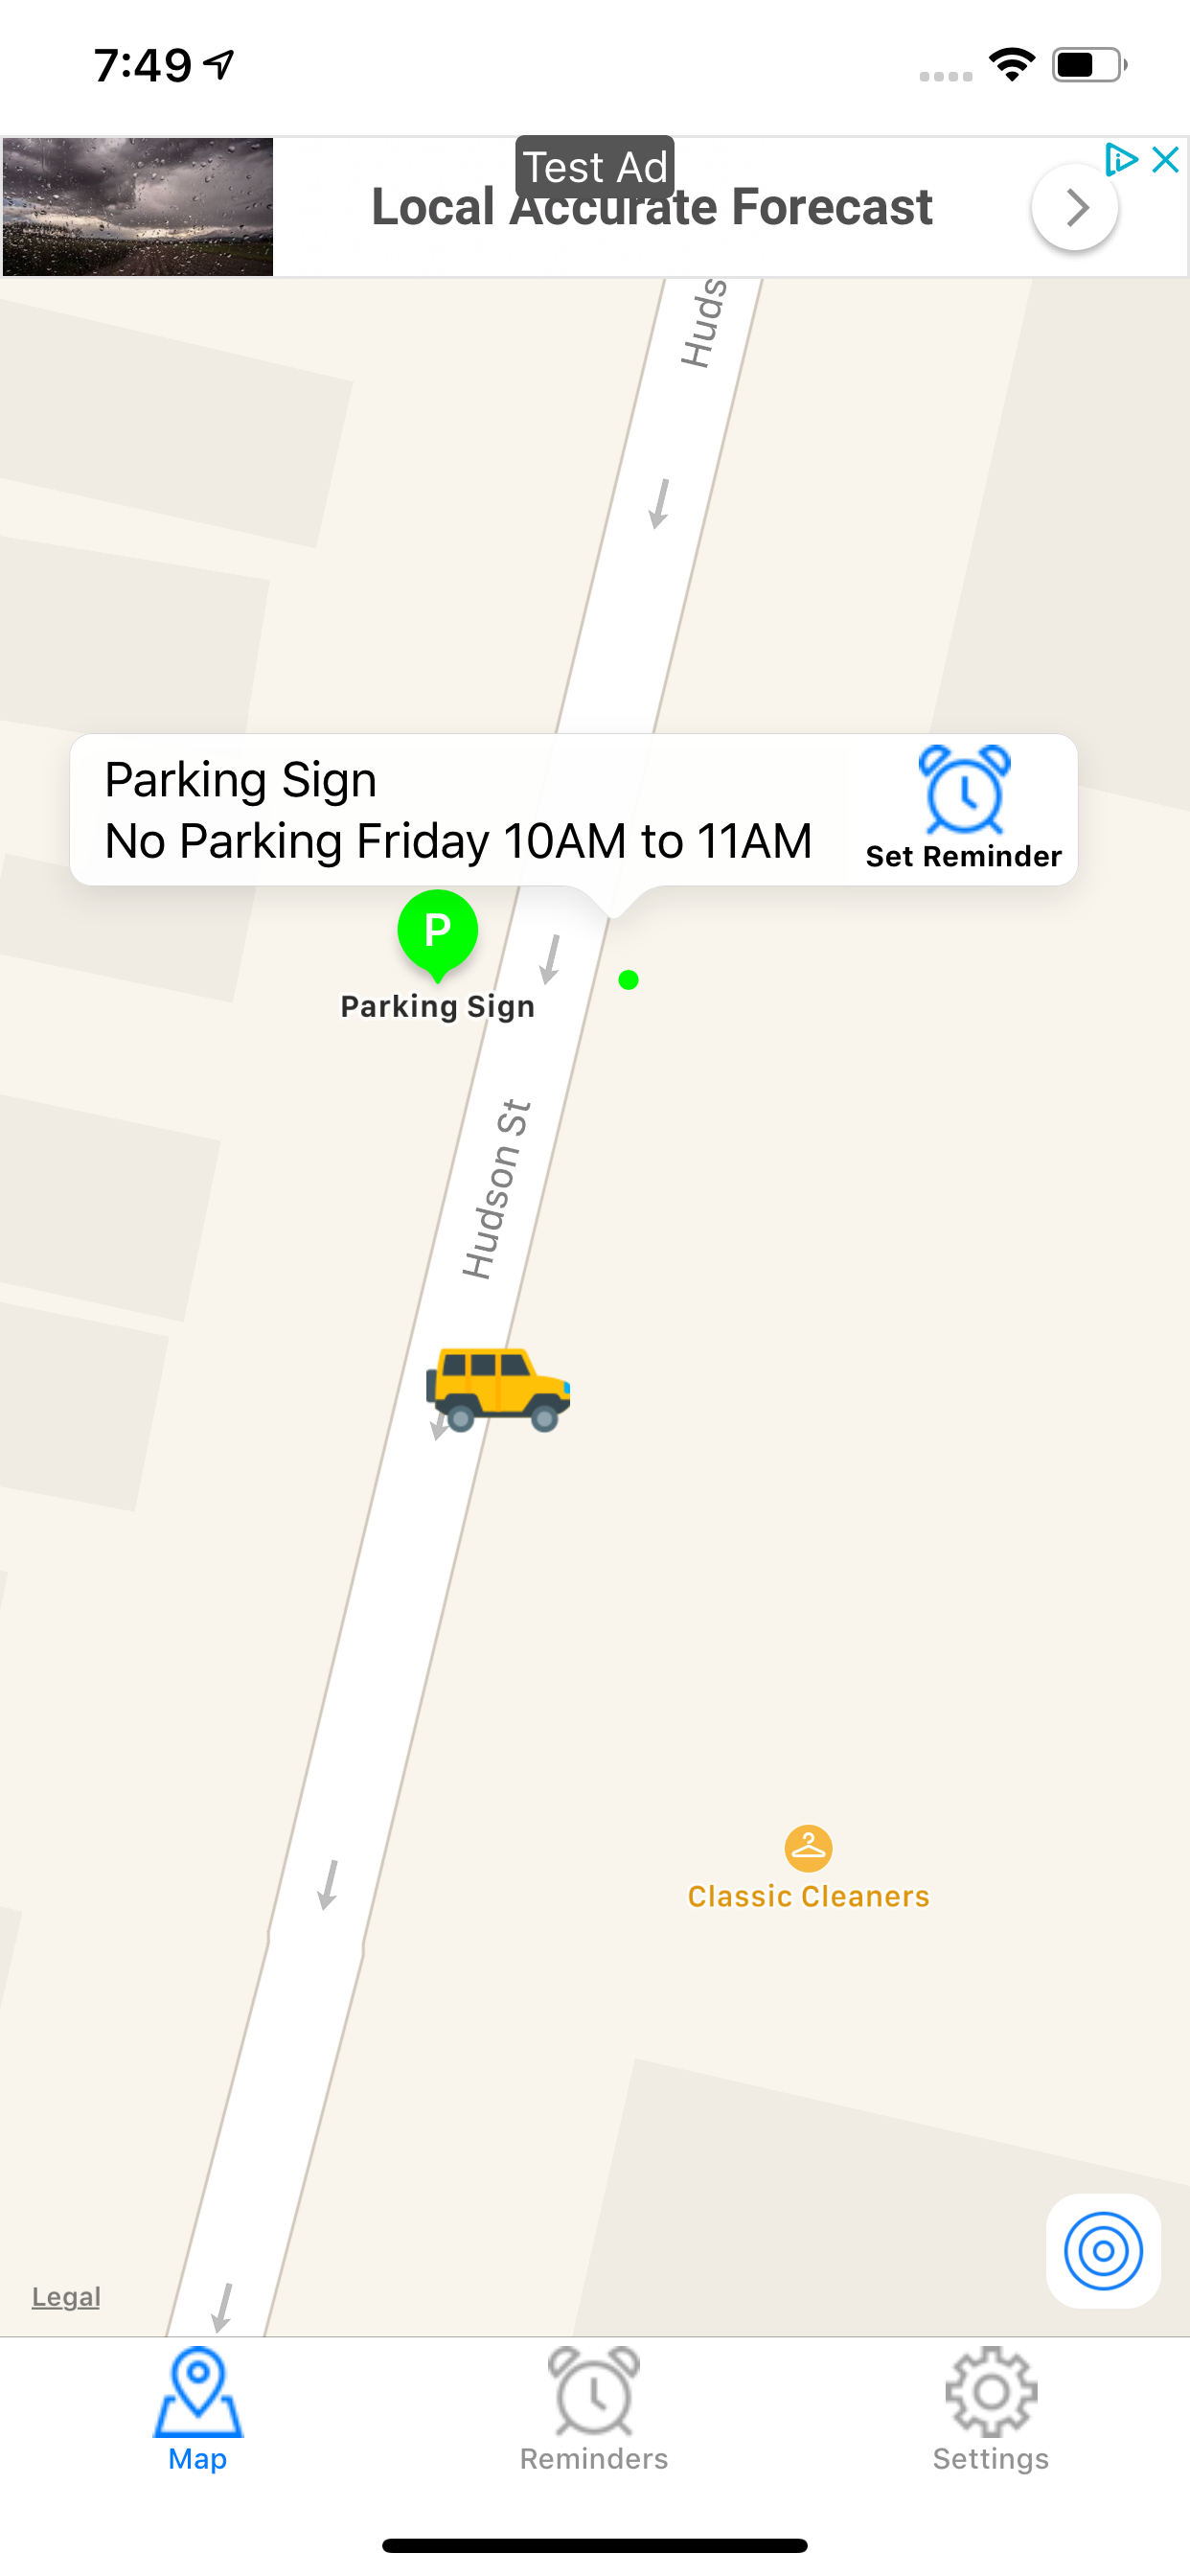 7:49
Test Ad
Local Accurate Forecast
Huds
Parking Sign
No Parking Friday 10AM to 11AM
Set Reminder
P
Parking Sign
Hudson St
Classic Cleaners
Legal
Map
Reminders
Settings